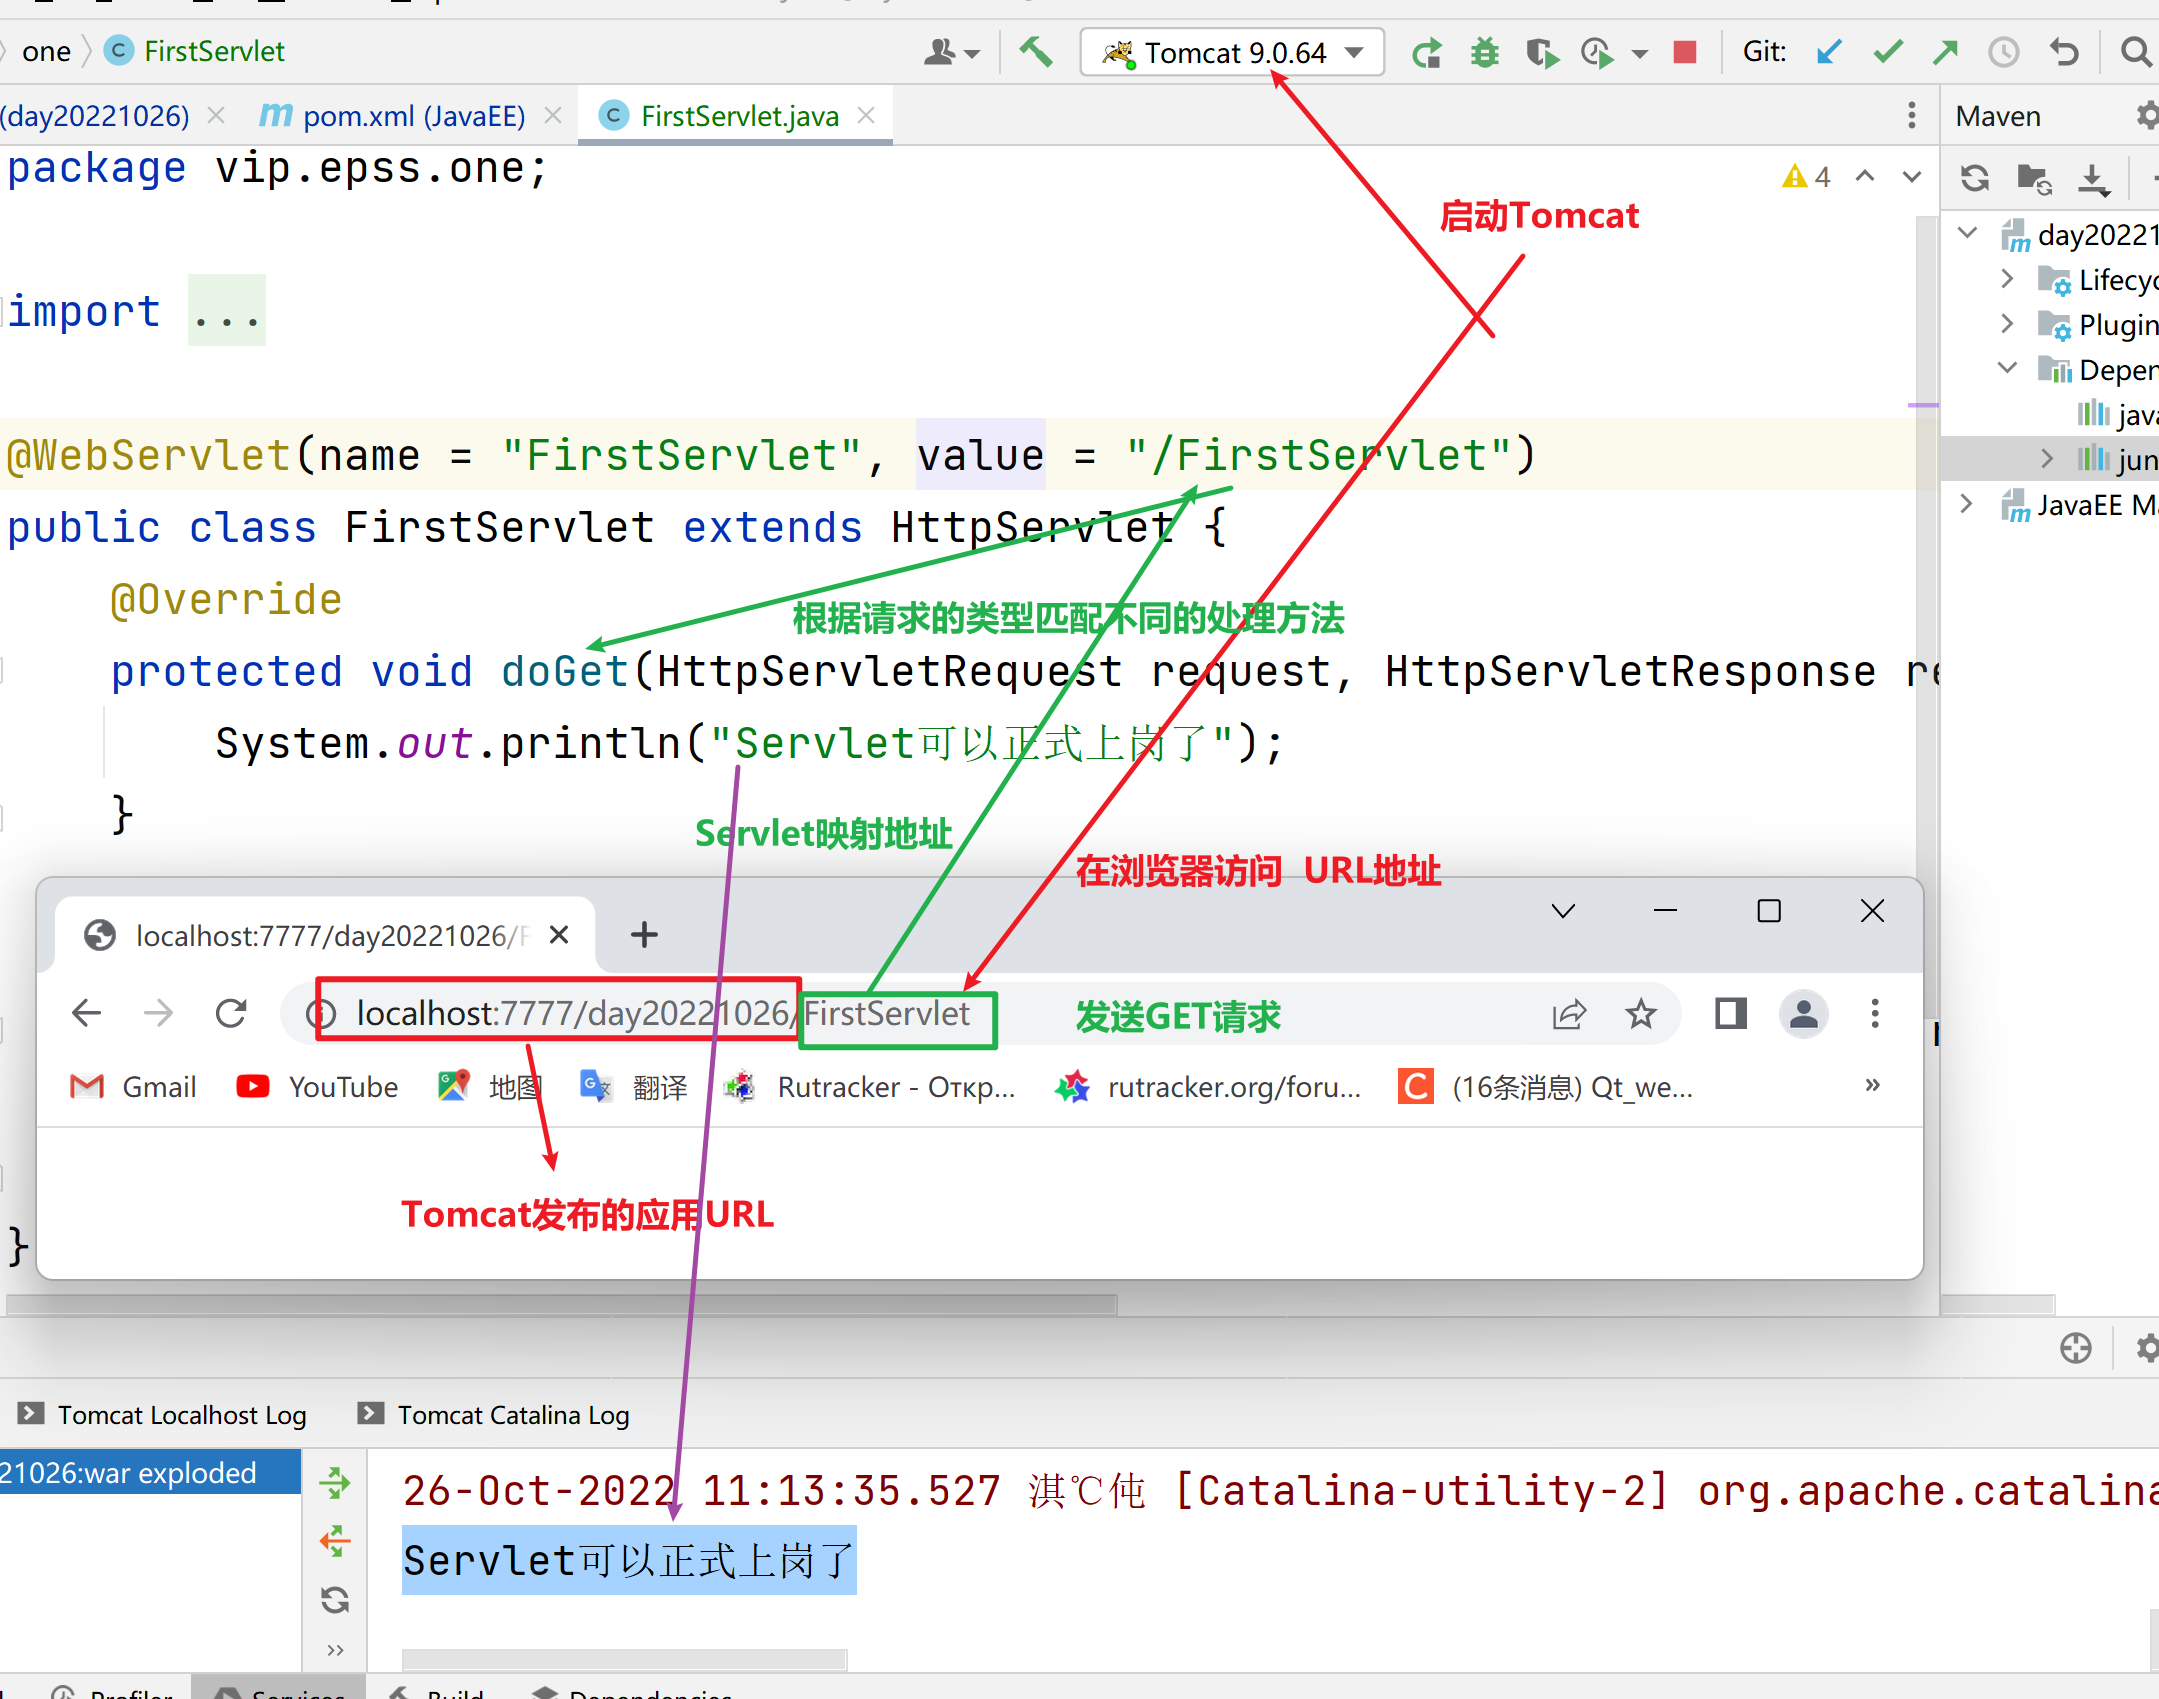 one FirstServlet Tomcat 9.0.64 Git:
(day20221026) pom.xml (JavaEE) FirstServlet.java Maven
package vip.epss.one;
4
启动Tomcat
day20221
import ...
Lifecyc
Plugin
Depen
java
@WebServlet(name = "FirstServlet", value = "/FirstServlet")
jun
public class FirstServlet extends HttpServlet {
JavaEE Ma
@Override
根据请求的类型匹配不同的处理方法
protected void doGet(HttpServletRequest request, HttpServletResponse re
System.out.println("Servlet可以正式上岗了");
}
Servlet映射地址
在浏览器访问 URL地址
localhost:7777/day20221026/F
localhost:7777/day20221026/FirstServlet 发送GET请求
Gmail YouTube 地图 翻译 Rutracker - Откр... rutracker.org/foru... (16条消息) Qt_we...
Tomcat发布的应用URL
}
Tomcat Localhost Log Tomcat Catalina Log
21026:war exploded
26-Oct-2022 11:13:35.527 淇℃伅 [Catalina-utility-2] org.apache.catalina
Servlet可以正式上岗了
Profiler Services Build Dependencies